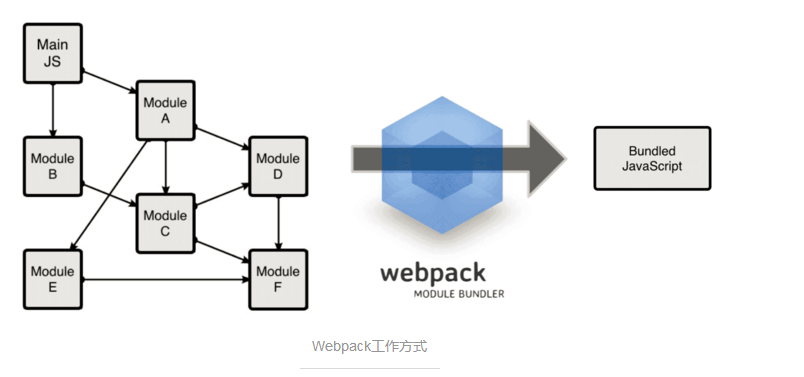 Main
JS
Module
A
Module
B
Module
C
Module
D
Module
E
Module
F
webpack
MODULE BUNDLER
Bundled
JavaScript
Webpack工作方式